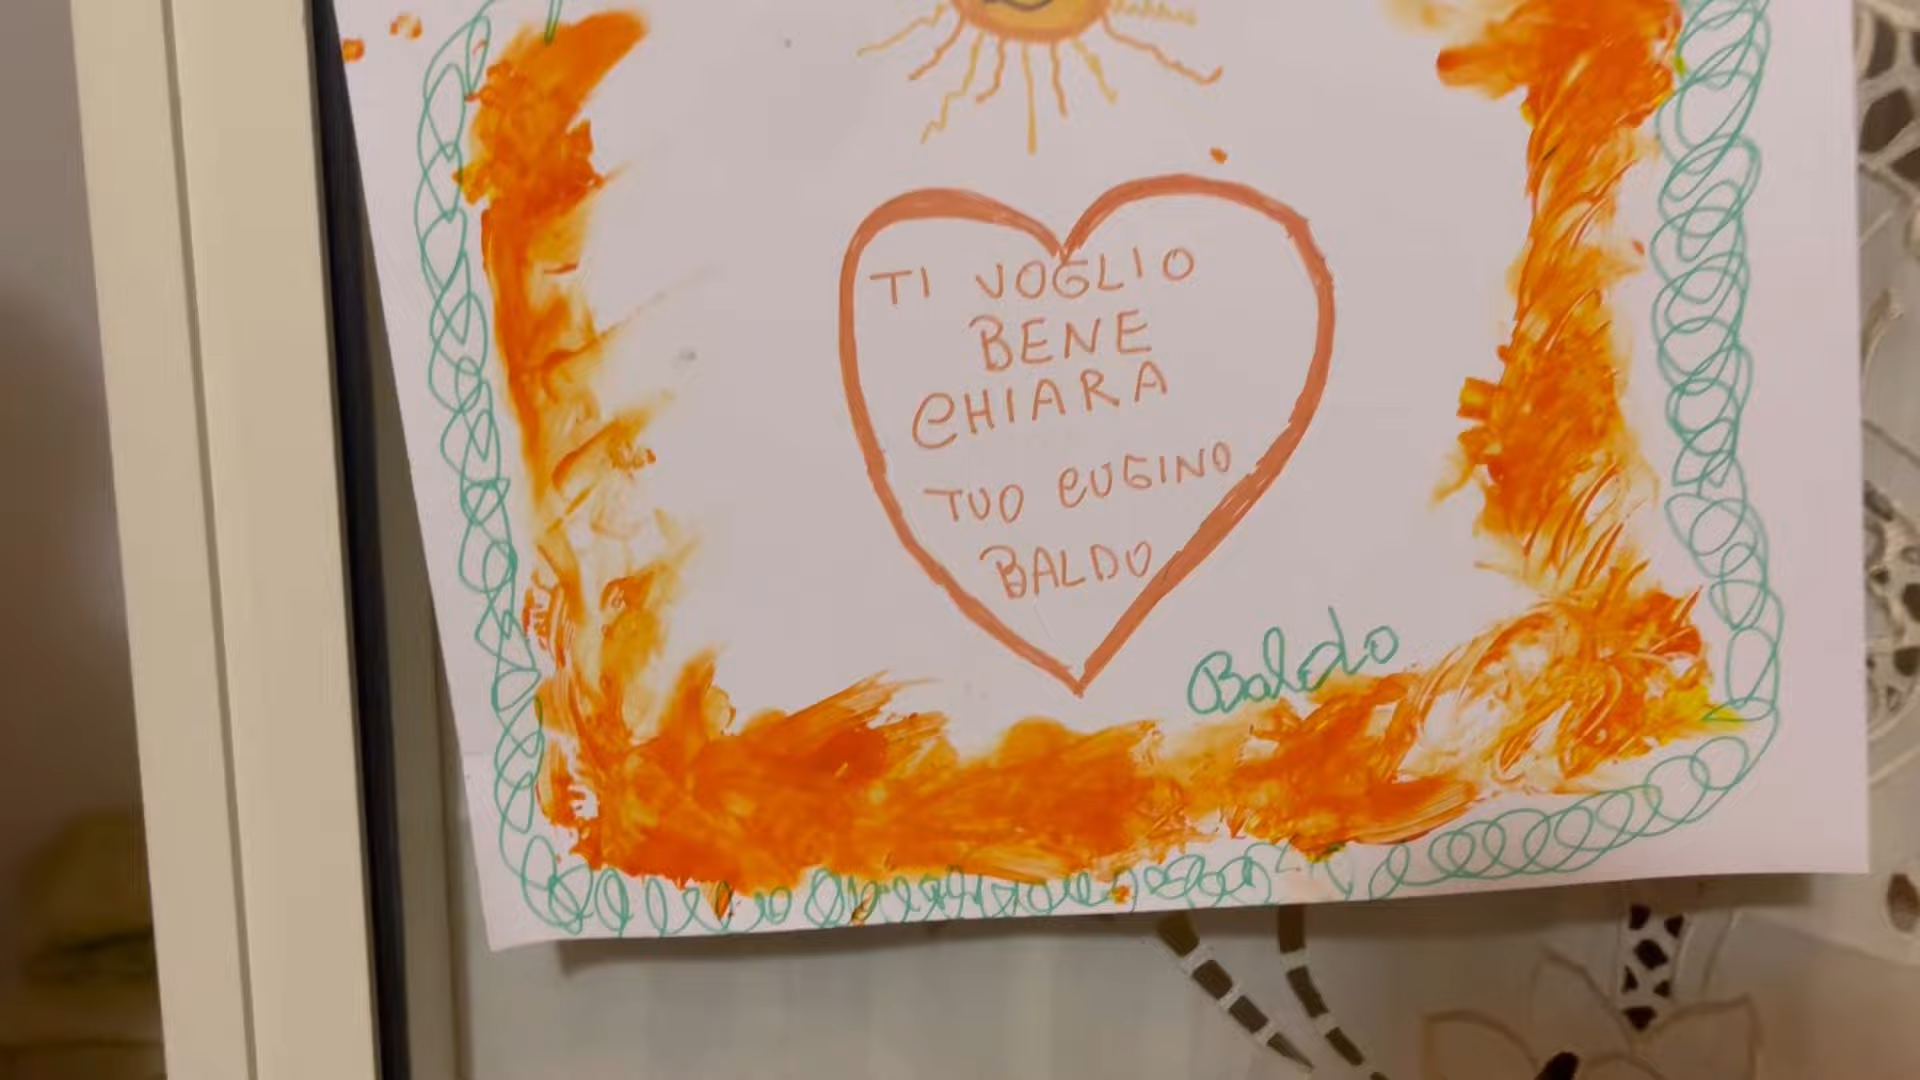 TI VOGLIO
BENE
CHIARA
TUO CUGINO
BALDO
Baldo